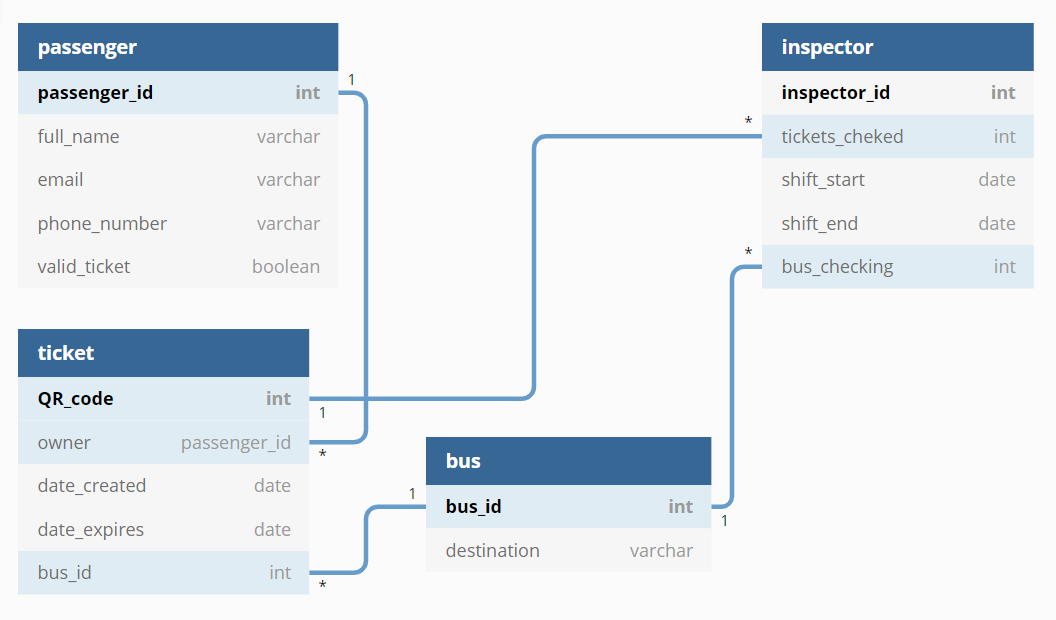 passenger
passenger_id int
full_name varchar
email varchar
phone_number varchar
valid_ticket boolean
1
inspector
inspector_id int
* tickets_cheked int
shift_start date
shift_end date
* bus_checking int
ticket
QR_code int
1
owner passenger_id
*
date_created date
date_expires date
bus_id int
*
bus
1
bus_id int
1
destination varchar